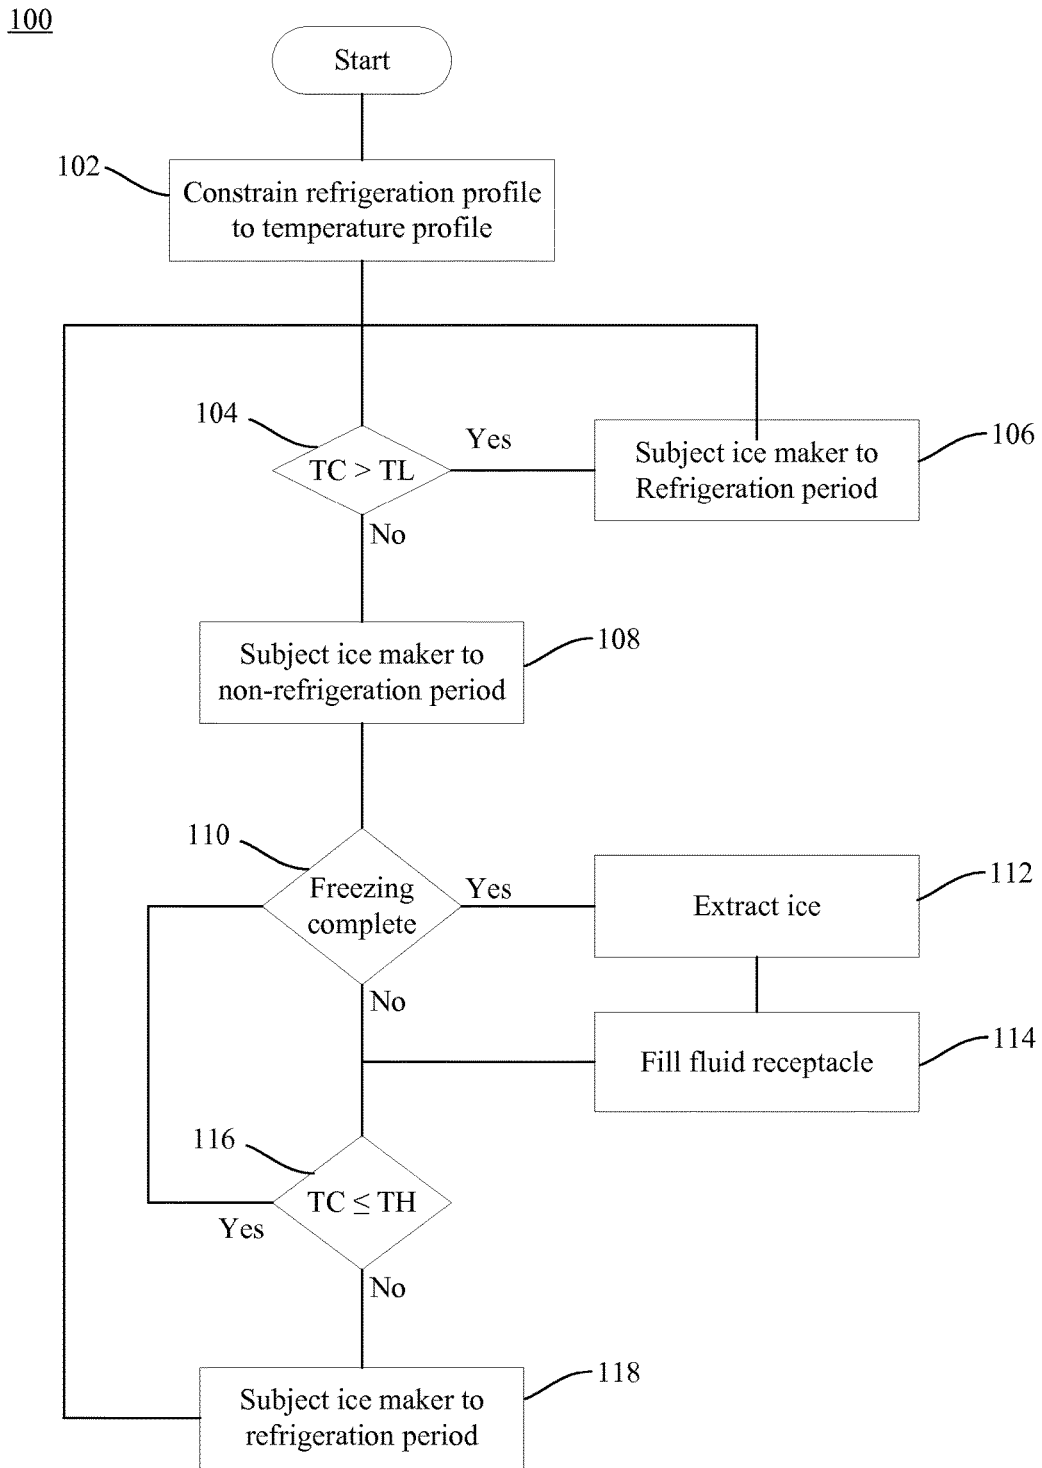 100
Start
102
Constrain refrigeration profile
to temperature profile
104
TC > TL
Yes
No
Subject ice maker to
Refrigeration period
106
Subject ice maker to
non-refrigeration period
108
110
Freezing
complete
Yes
No
Extract ice
112
Fill fluid receptacle
114
116
TC ≤ TH
Yes
No
Subject ice maker to
refrigeration period
118